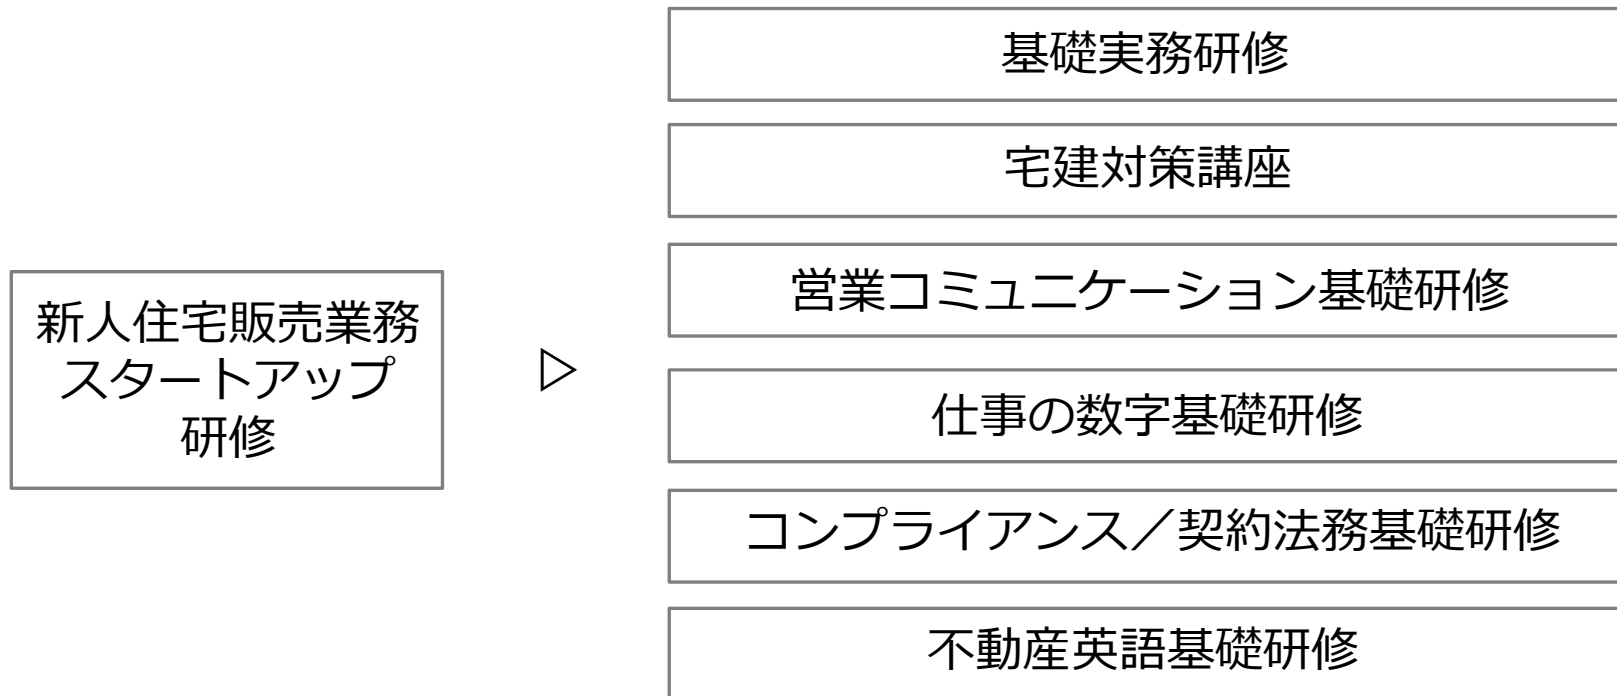 基礎実務研修
宅建対策講座
営業コミュニケーション基礎研修
新人住宅販売業務
スタートアップ
研修
仕事の数字基礎研修
コンプライアンス／契約法務基礎研修
不動産英語基礎研修